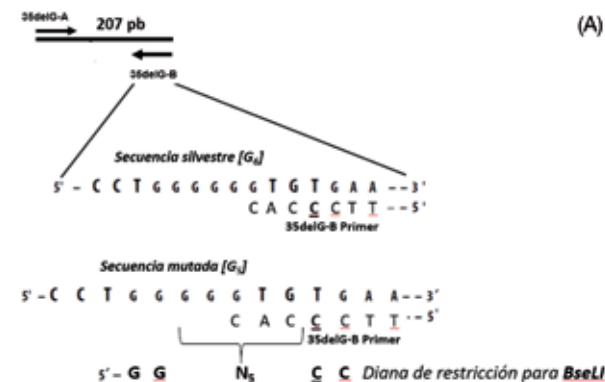 35delG-A
207 pb
(A)
35delG-B
Secuencia silvestre [G6]
5' - C C T G G G G G G T G T G A A - - 3'
C A C C C T T - - 5'
35delG-B Primer
Secuencia mutada [G5]
5' - C C T G G G G G T G T G A A - - 3'
C A C C C T T - - 5'
35delG-B Primer
5' - G G N5 C C Diana de restricción para BseLI